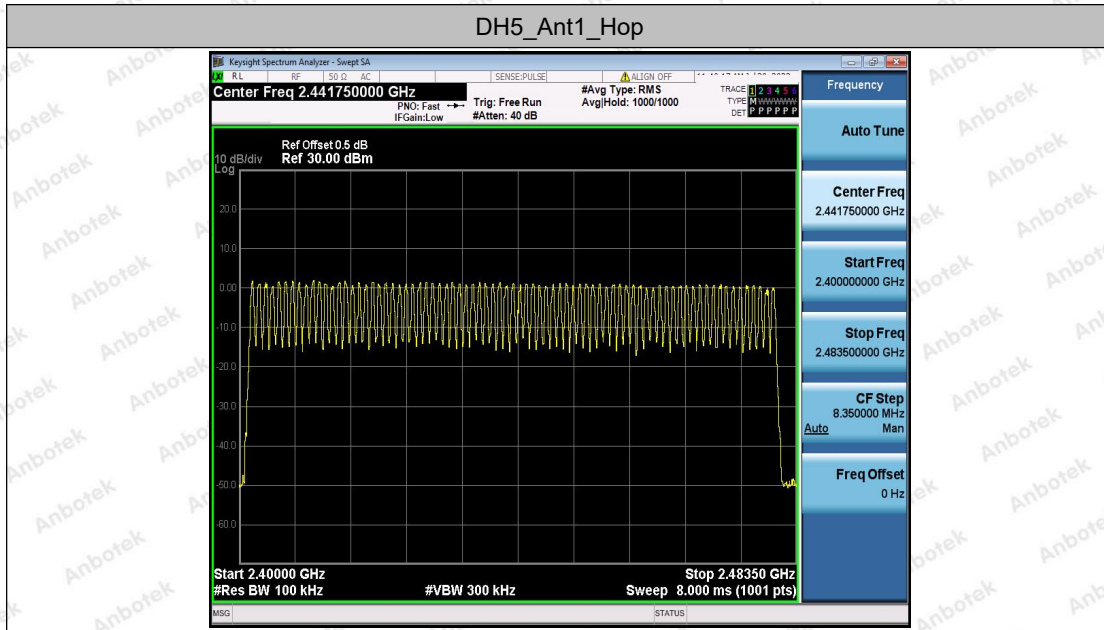 DH5_Ant1_Hop
Keysight Spectrum Analyzer - Swept SA
RL RF 50 Ω AC SENSE:PULSE ALIGN OFF
Center Freq 2.441750000 GHz
PNO: Fast
IFGain:Low
Trig: Free Run
#Atten: 40 dB
#Avg Type: RMS
Avg|Hold: 1000/1000
TRACE 1 2 3 4 5 6
TYPE M WWWWW
DET P P P P P P
Frequency
Ref Offset 0.5 dB
10 dB/div Ref 30.00 dBm
Log
20.0
10.0
0.00
-10.0
-20.0
-30.0
-40.0
-50.0
-60.0
Start 2.40000 GHz
Stop 2.48350 GHz
#Res BW 100 kHz
#VBW 300 kHz
Sweep 8.000 ms (1001 pts)
MSG
STATUS
Auto Tune
Center Freq
2.441750000 GHz
Start Freq
2.400000000 GHz
Stop Freq
2.483500000 GHz
CF Step
8.350000 MHz
Auto Man
Freq Offset
0 Hz
Anbotek